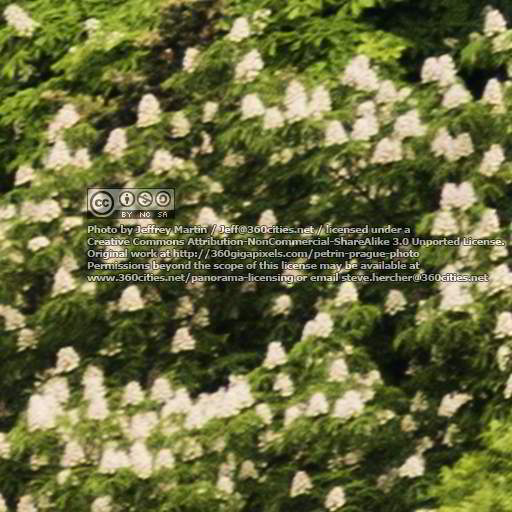 cc
BY NC SA
Photo by Jeffrey Martin / Jeff@360cities.net / licensed under a
Creative Commons Attribution-NonCommercial-ShareAlike 3.0 Unported License.
Original work at http://360gigapixels.com/petrin-prague-photo
Permissions beyond the scope of this license may be available at
www.360cities.net/panorama-licensing or email steve.hercher@360cities.net